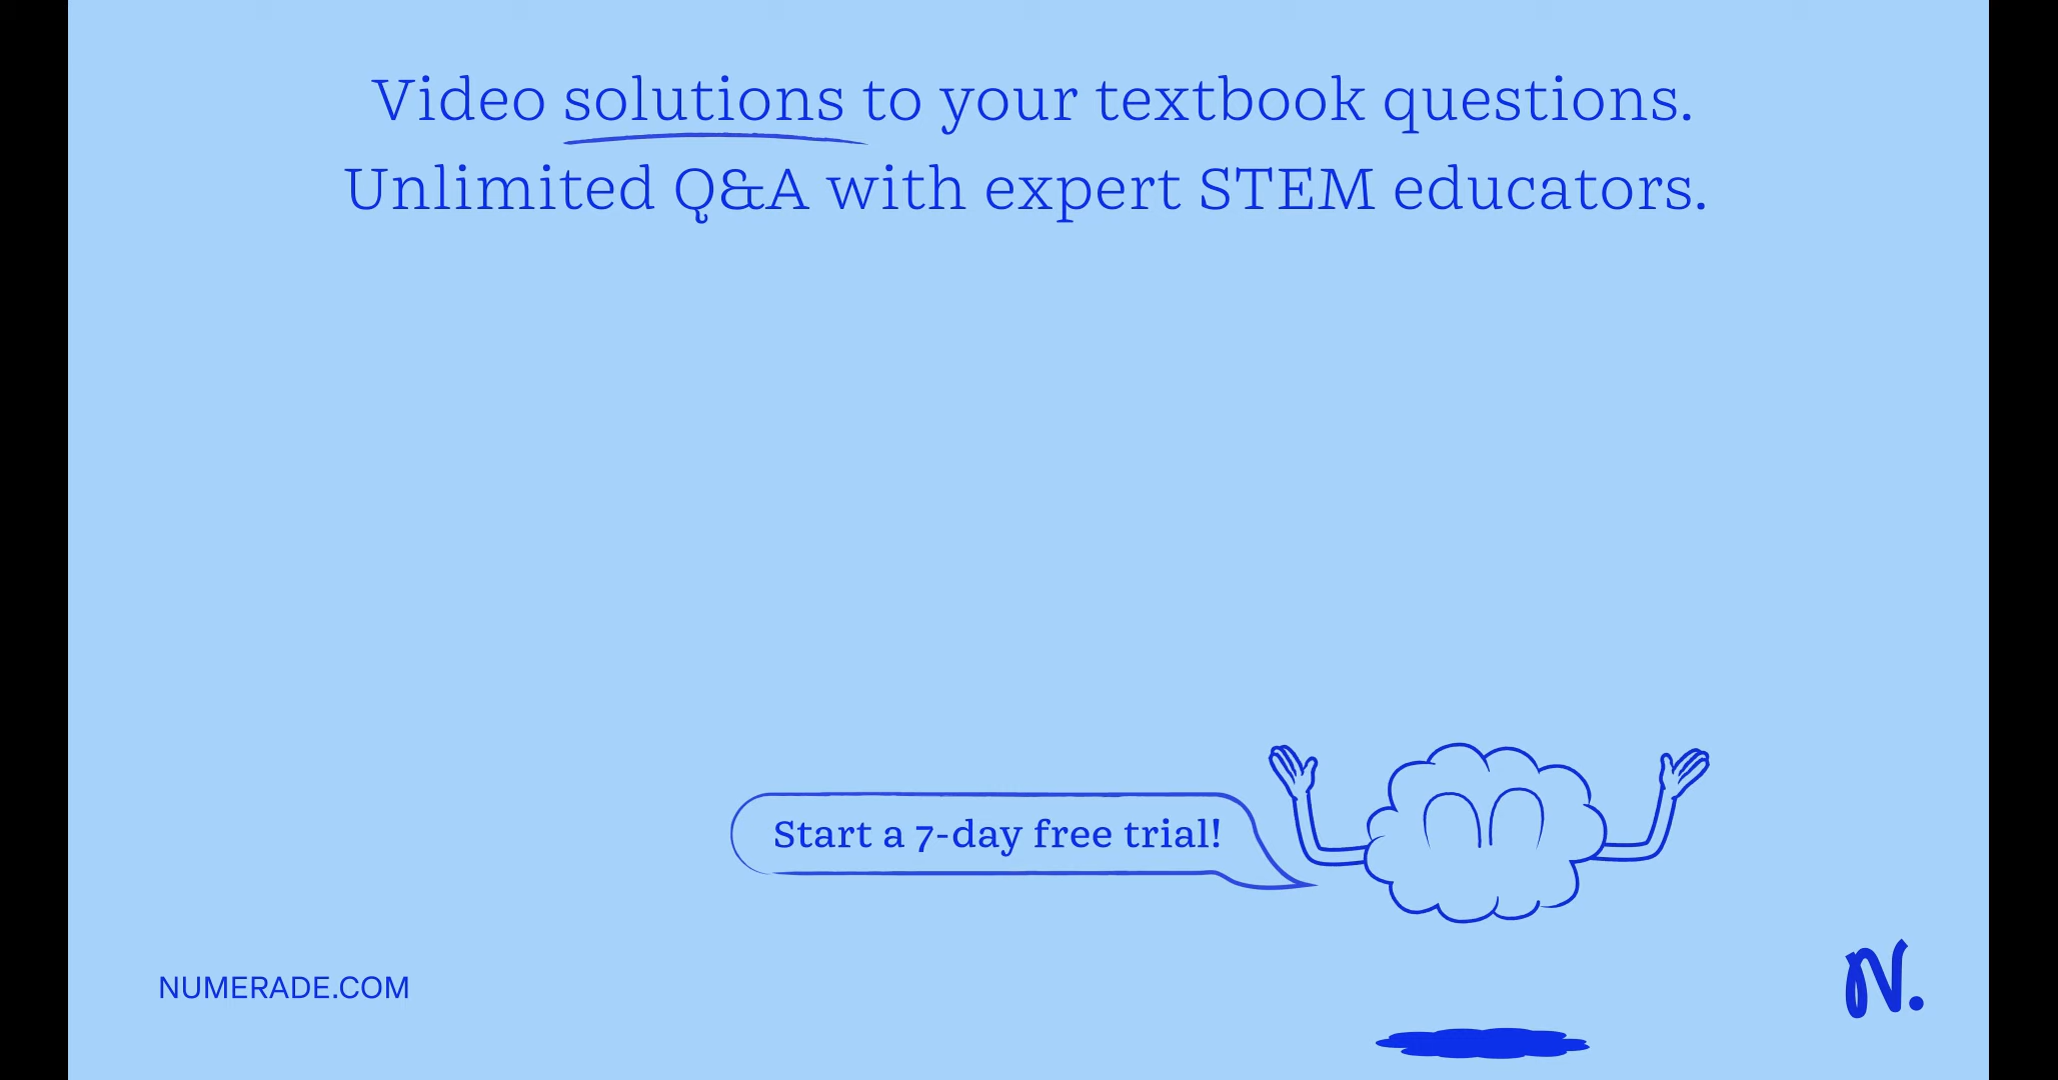 Video solutions to your textbook questions.
Unlimited Q&A with expert STEM educators.
Start a 7-day free trial!
NUMERADE.COM
N.